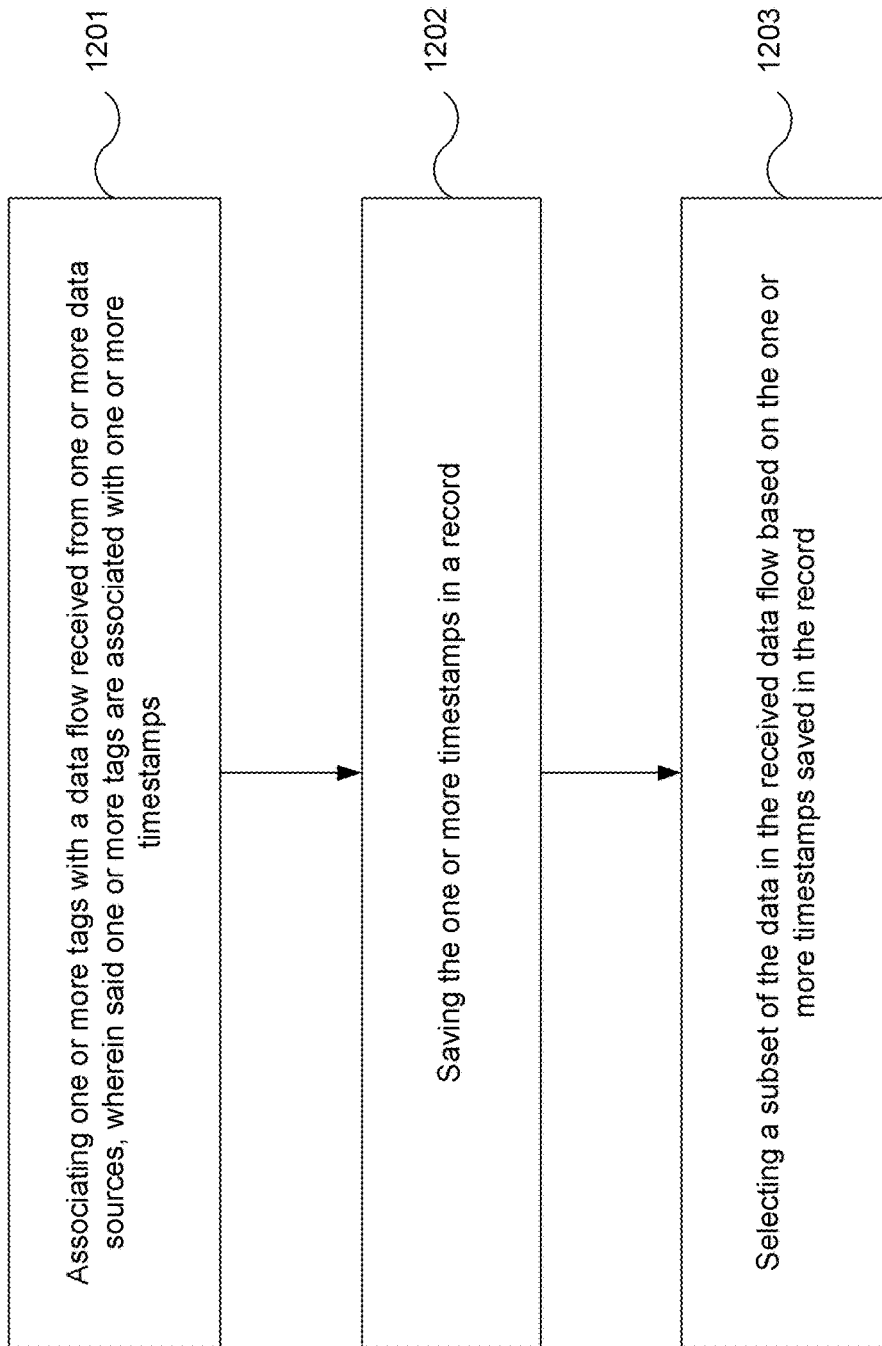 Associating one or more tags with a data flow received from one or more data
sources, wherein said one or more tags are associated with one or more
timestamps
1201
Saving the one or more timestamps in a record
1202
Selecting a subset of the data in the received data flow based on the one or
more timestamps saved in the record
1203